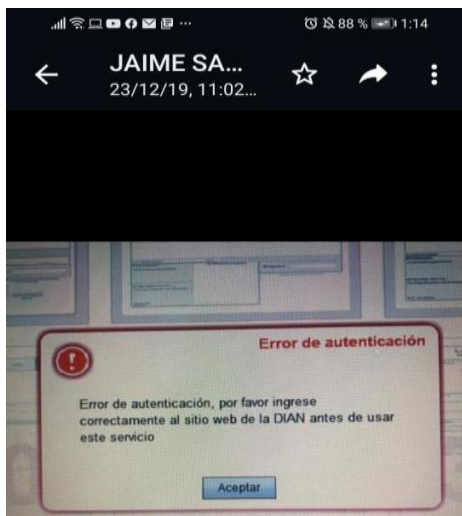 88 % 1:14
JAIME SA...
23/12/19, 11:02...
Error de autenticación
Error de autenticación, por favor ingrese
correctamente al sitio web de la DIAN antes de usar
este servicio
Aceptar